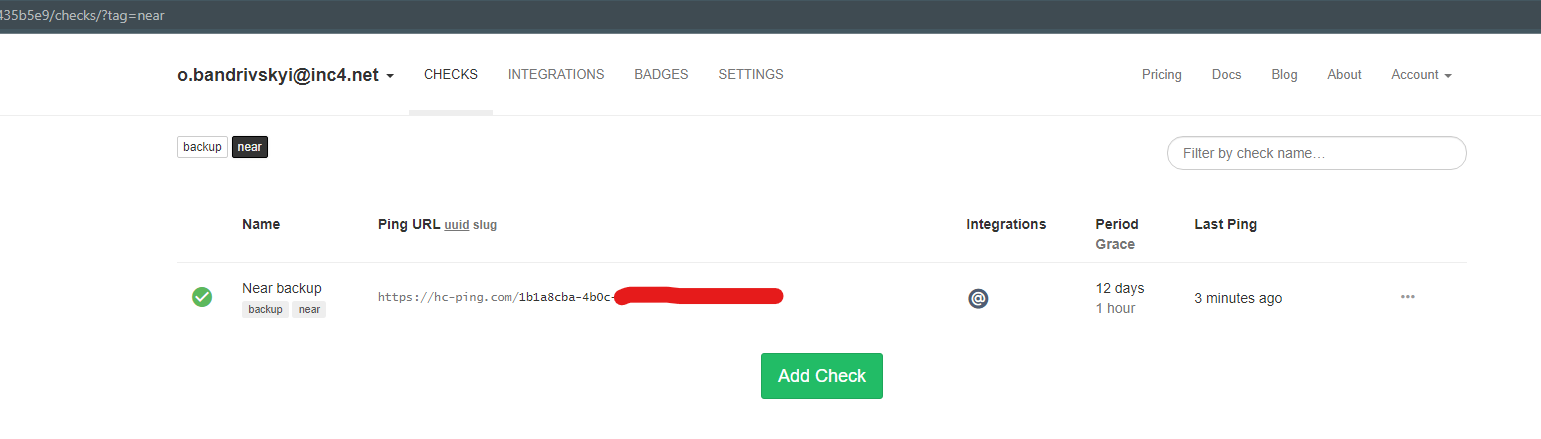 435b5e9/checks/?tag=near
o.bandrivskyi@inc4.net CHECKS INTEGRATIONS BADGES SETTINGS Pricing Docs Blog About Account
backup near Filter by check name...
Name Ping URL uuid slug Integrations Period Last Ping
Grace
Near backup https://hc-ping.com/1b1a8cba-4b0c- @ 12 days 3 minutes ago ...
backup near 1 hour
Add Check